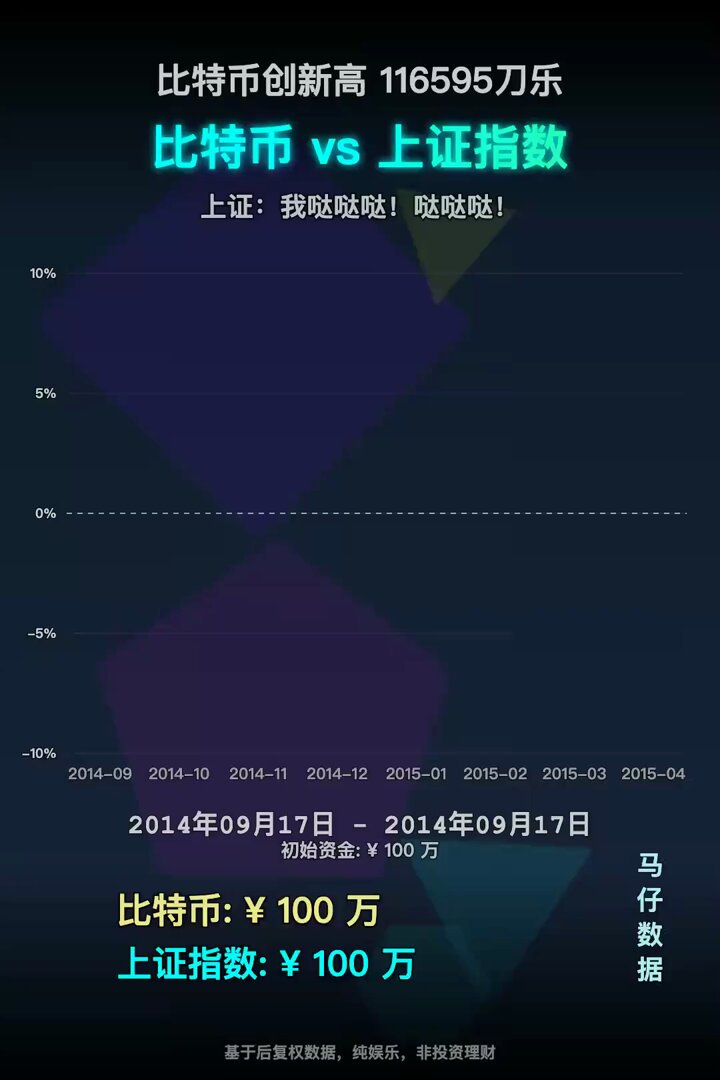 比特币创新高 116595刀乐
比特币 vs 上证指数
上证：我哒哒哒！哒哒哒！
10%
5%
0%
-5%
-10%
2014-09 2014-10 2014-11 2014-12 2015-01 2015-02 2015-03 2015-04
2014年09月17日 - 2014年09月17日
初始资金: ¥ 100 万
比特币: ¥ 100 万
上证指数: ¥ 100 万
马仔数据
基于后复权数据，纯娱乐，非投资理财